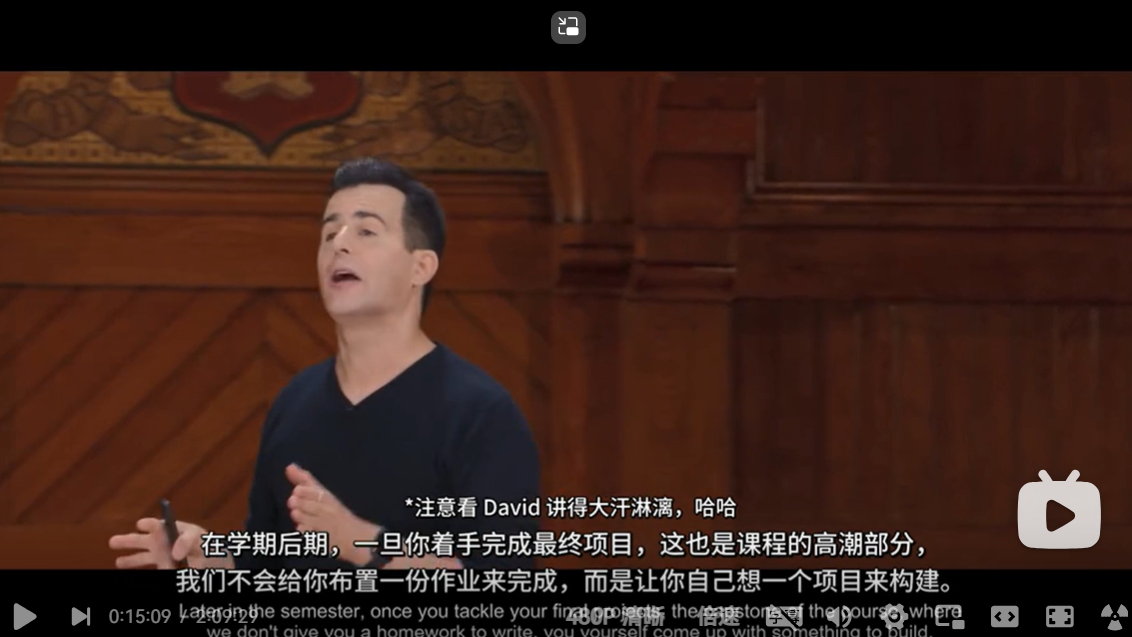 *注意看 David 讲得大汗淋漓，哈哈
在学期后期，一旦你着手完成最终项目，这也是课程的高潮部分，
我们不会给你布置一份作业来完成，而是让你自己想一个项目来构建。
0:15:09 / 2:09:29 480P 清晰 倍速 字幕
Later in the semester, once you tackle your final projects, the capstone of the course, where
we don't give you a homework to write, you yourself come up with something to build.